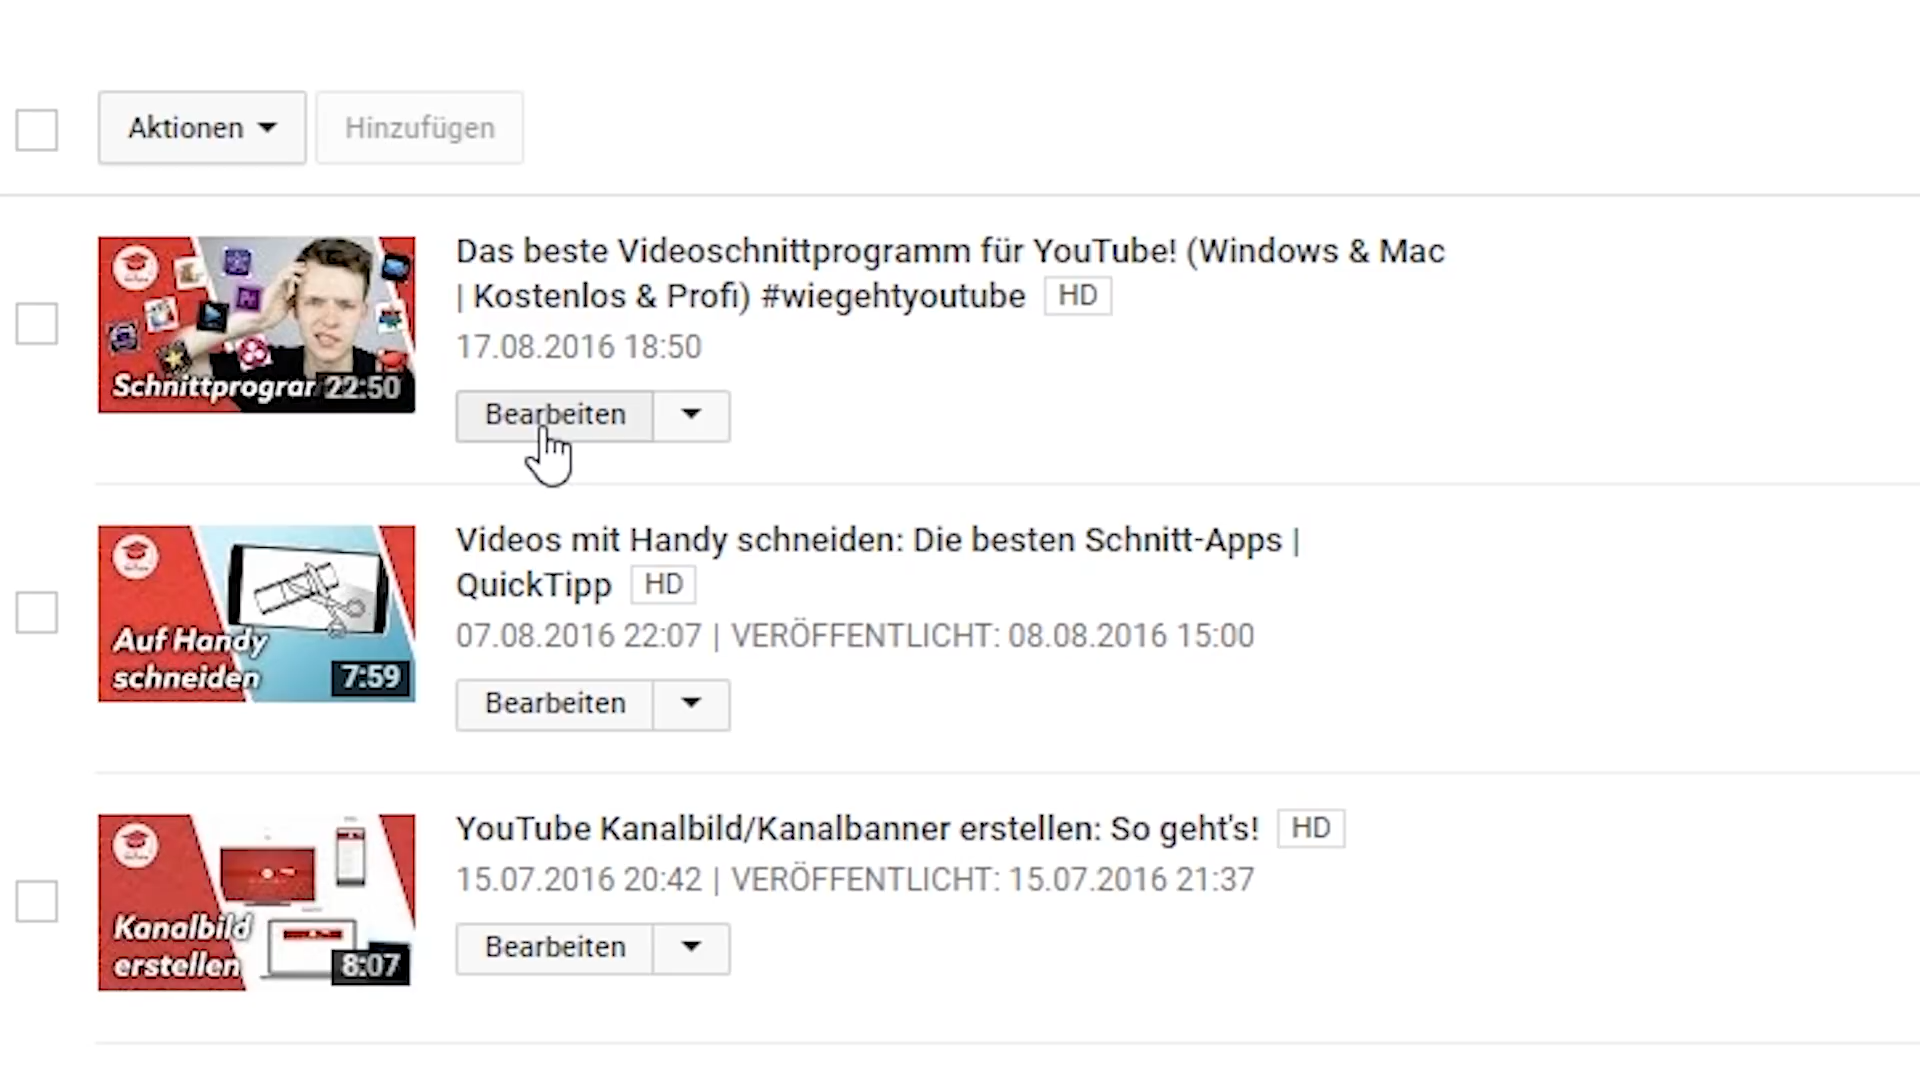 Aktionen
Hinzufügen
Das beste Videoschnittprogramm für YouTube! (Windows & Mac
| Kostenlos & Profi) #wiegehtyoutube HD
17.08.2016 18:50
Schnittprograr 22:50
Bearbeiten
Videos mit Handy schneiden: Die besten Schnitt-Apps |
QuickTipp HD
07.08.2016 22:07 | VERÖFFENTLICHT: 08.08.2016 15:00
Auf Handy
schneiden 7:59
Bearbeiten
YouTube Kanalbild/Kanalbanner erstellen: So geht's! HD
15.07.2016 20:42 | VERÖFFENTLICHT: 15.07.2016 21:37
Kanalbild
erstellen 8:07
Bearbeiten